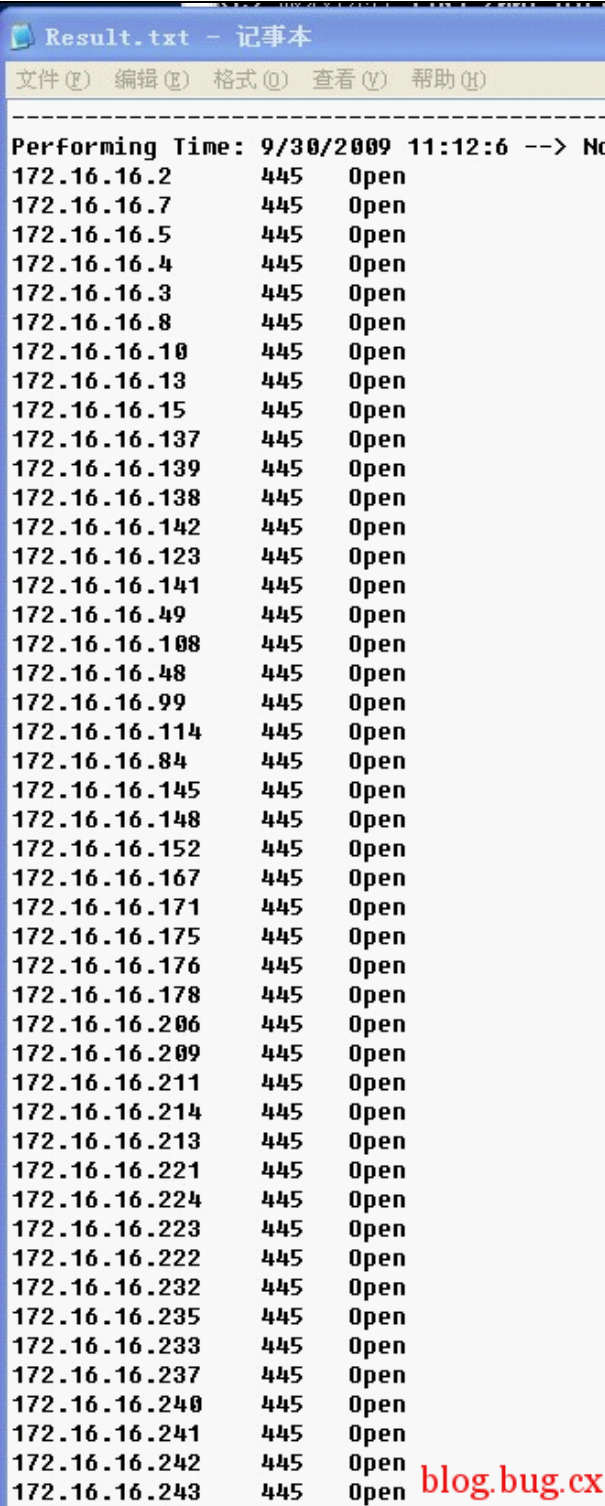 Result.txt - 记事本
文件(F) 编辑(E) 格式(O) 查看(V) 帮助(H)
--------------------------------------------------
Performing Time: 9/30/2009 11:12:6 --> No
172.16.16.2 445 Open
172.16.16.7 445 Open
172.16.16.5 445 Open
172.16.16.4 445 Open
172.16.16.3 445 Open
172.16.16.8 445 Open
172.16.16.10 445 Open
172.16.16.13 445 Open
172.16.16.15 445 Open
172.16.16.137 445 Open
172.16.16.139 445 Open
172.16.16.138 445 Open
172.16.16.142 445 Open
172.16.16.123 445 Open
172.16.16.141 445 Open
172.16.16.49 445 Open
172.16.16.108 445 Open
172.16.16.48 445 Open
172.16.16.99 445 Open
172.16.16.114 445 Open
172.16.16.84 445 Open
172.16.16.145 445 Open
172.16.16.148 445 Open
172.16.16.152 445 Open
172.16.16.167 445 Open
172.16.16.171 445 Open
172.16.16.175 445 Open
172.16.16.176 445 Open
172.16.16.178 445 Open
172.16.16.206 445 Open
172.16.16.209 445 Open
172.16.16.211 445 Open
172.16.16.214 445 Open
172.16.16.213 445 Open
172.16.16.221 445 Open
172.16.16.224 445 Open
172.16.16.223 445 Open
172.16.16.222 445 Open
172.16.16.232 445 Open
172.16.16.235 445 Open
172.16.16.233 445 Open
172.16.16.237 445 Open
172.16.16.240 445 Open
172.16.16.241 445 Open
172.16.16.242 445 Open
172.16.16.243 445 Open
blog.bug.cx